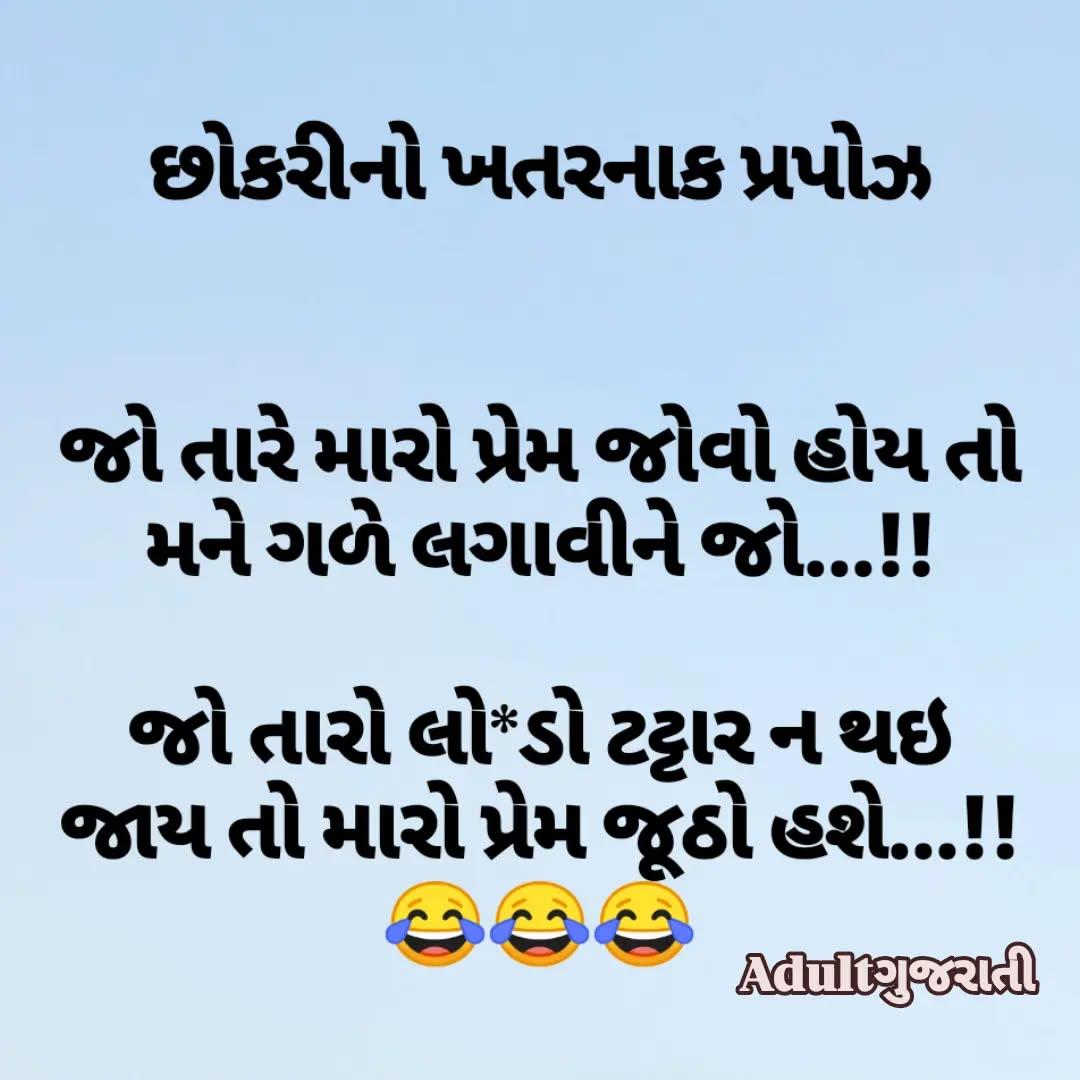 છોકરીનો ખતરનાક પ્રપોઝ
જો તારે મારો પ્રેમ જોવો હોય તો
મને ગળે લગાવીને જો...!!
જો તારો લો*ડો ટટ્ટાર ન થઇ
જાય તો મારો પ્રેમ જૂઠો હશે...!!
😂😂😂
Adultગુજરાતી